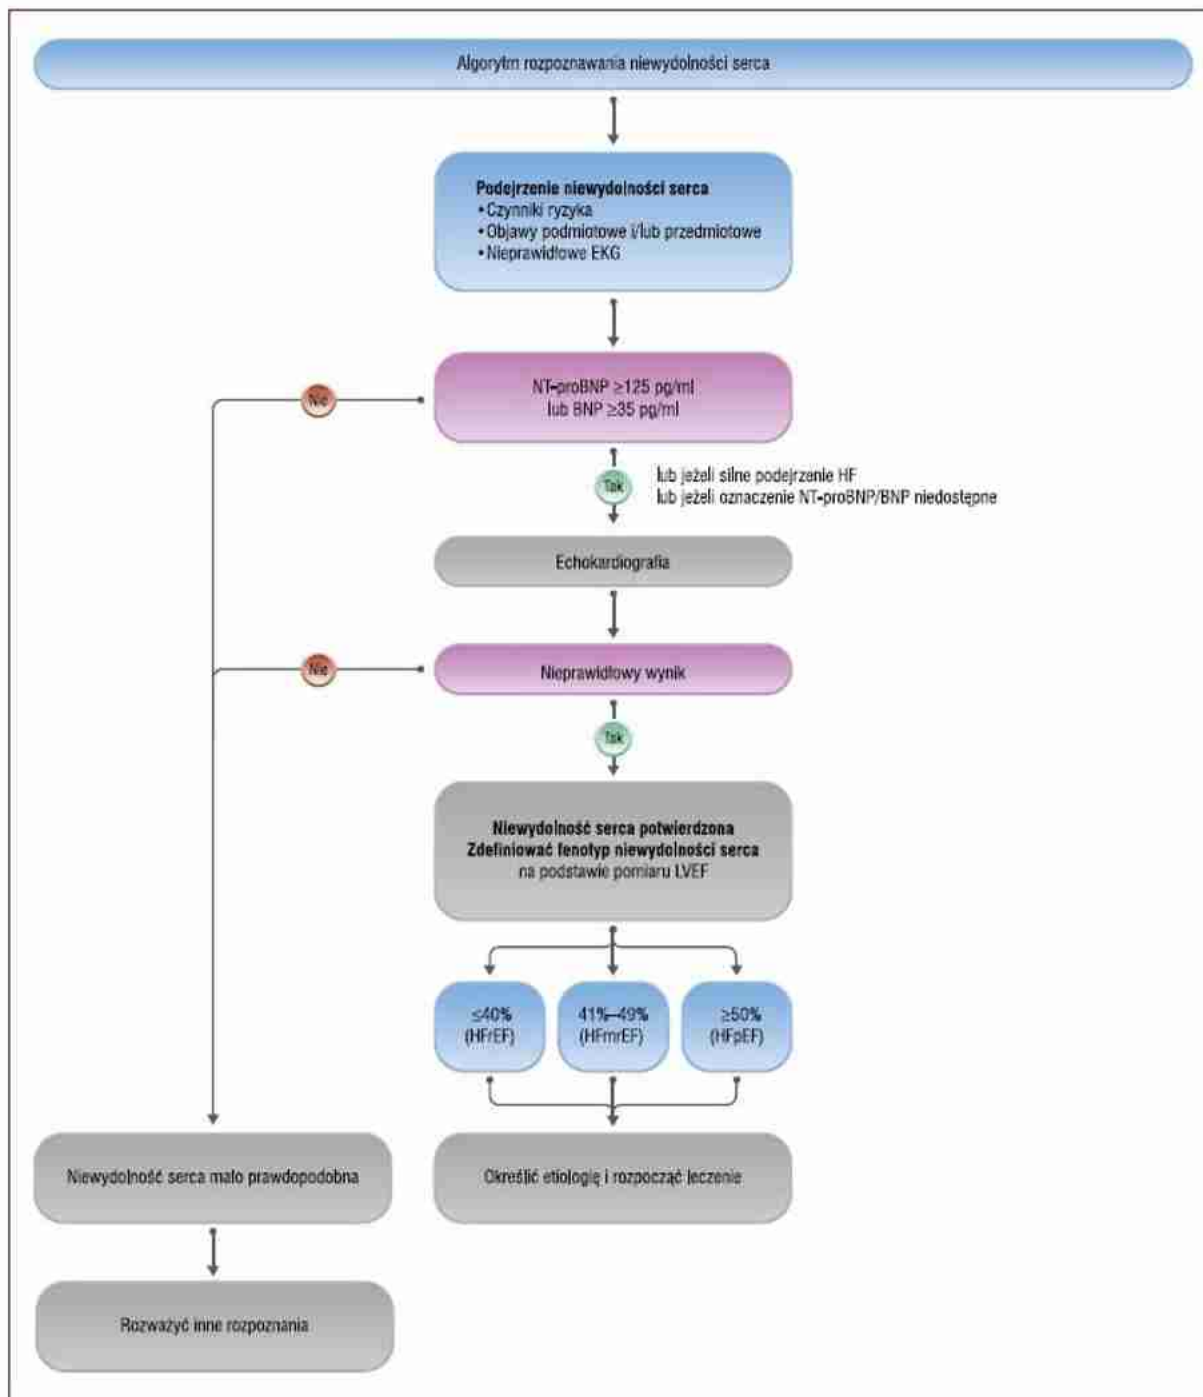 Algorytm rozpoznawania niewydolności serca
Podejrzenie niewydolności serca
•Czynniki ryzyka
•Objawy podmiotowe i/lub przedmiotowe
•Nieprawidłowe EKG
NT-proBNP ≥125 pg/ml
lub BNP ≥35 pg/ml
Nie
Tak
lub jeżeli silne podejrzenie HF
lub jeżeli oznaczenie NT-proBNP/BNP niedostępne
Echokardiografia
Nie
Nieprawidłowy wynik
Tak
Niewydolność serca potwierdzona
Zdefiniować fenotyp niewydolności serca
na podstawie pomiaru LVEF
≤40%
(HFrEF)
41%–49%
(HFmrEF)
≥50%
(HFpEF)
Niewydolność serca mało prawdopodobna
Określić etiologię i rozpocząć leczenie
Rozważyć inne rozpoznania